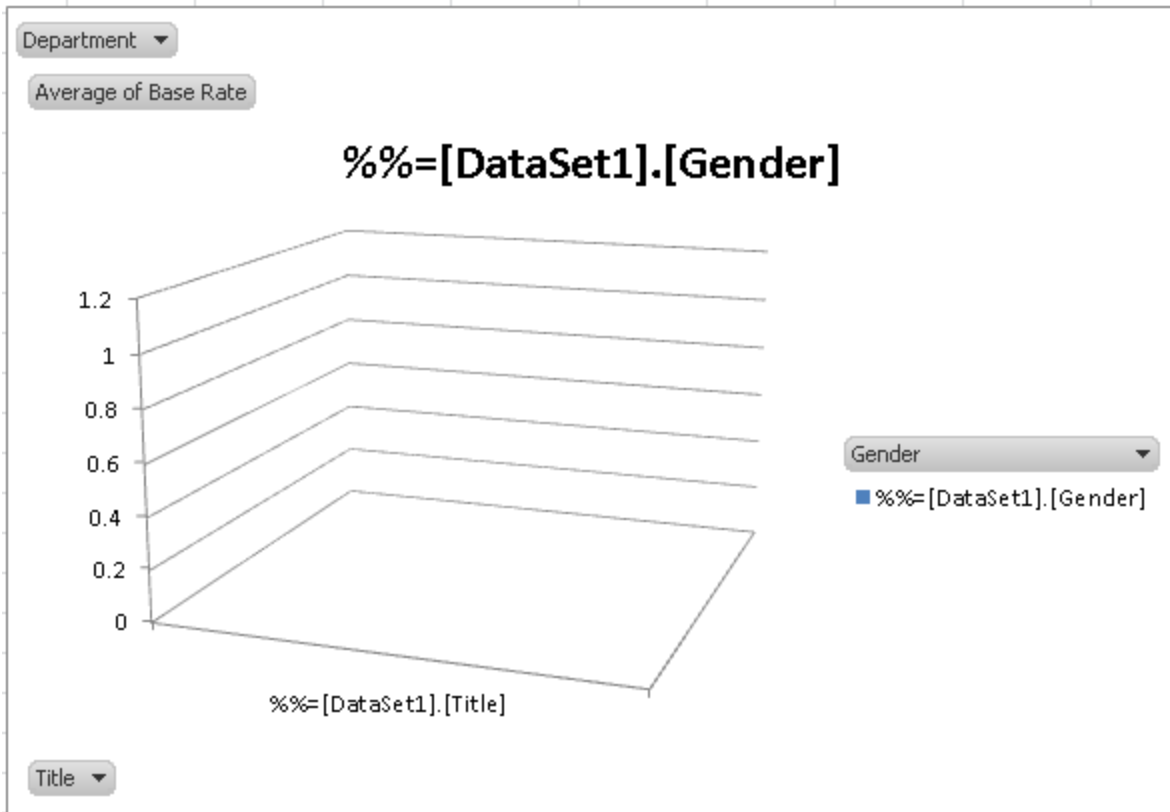 Department
Average of Base Rate
%%=[DataSet1].[Gender]
1.2
1
0.8
0.6
0.4
0.2
0
Gender
%%=[DataSet1].[Gender]
%%=[DataSet1].[Title]
Title